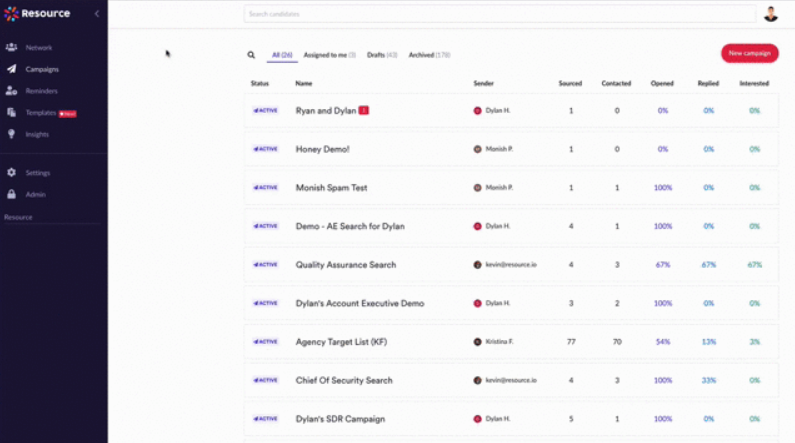 Resource
Search candidates
Network
Campaigns
Reminders
Templates
Insights
Settings
Admin
Resource
All (26) Assigned to me (3) Drafts (43) Archived (178)
New campaign
Status Name Sender Sourced Contacted Opened Replied Interested
ACTIVE Ryan and Dylan Dylan H. 1 0 0% 0% 0%
ACTIVE Honey Demo! Monish P. 1 0 0% 0% 0%
ACTIVE Monish Spam Test Monish P. 1 1 100% 0% 0%
ACTIVE Demo - AE Search for Dylan Dylan H. 4 1 100% 0% 0%
ACTIVE Quality Assurance Search kevin@resource.io 4 3 67% 67% 67%
ACTIVE Dylan's Account Executive Demo Dylan H. 3 2 100% 0% 0%
ACTIVE Agency Target List (KF) Kristina F. 77 70 54% 13% 3%
ACTIVE Chief Of Security Search kevin@resource.io 4 3 100% 33% 0%
ACTIVE Dylan's SDR Campaign Dylan H. 5 1 100% 0% 0%